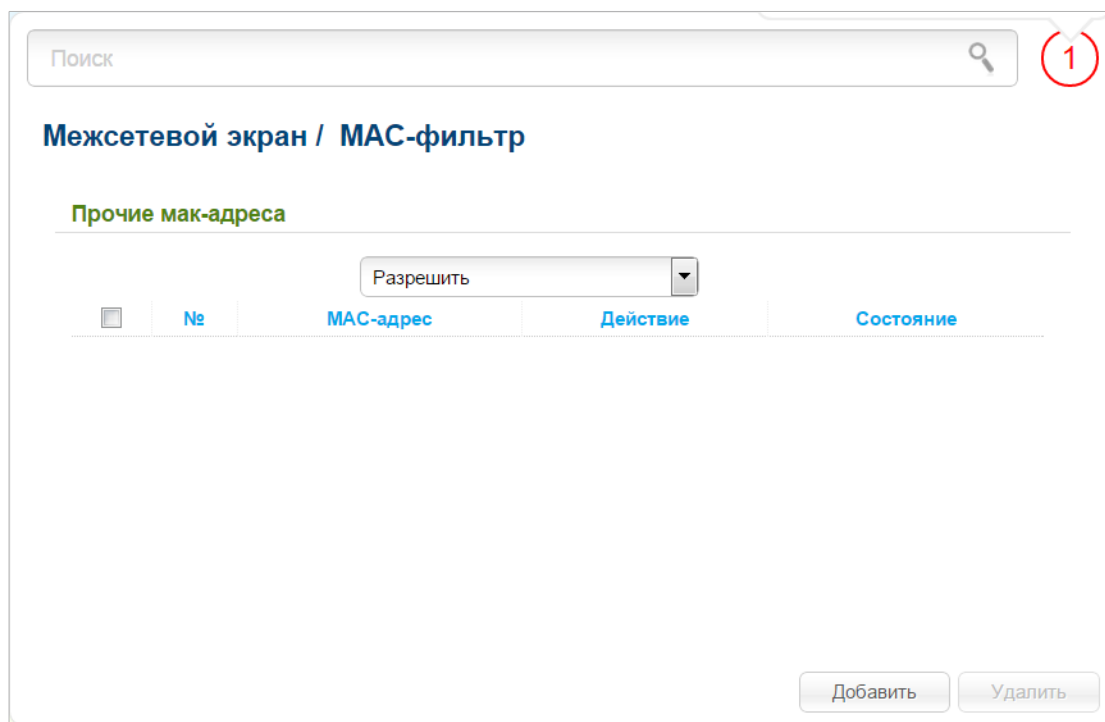 Поиск
1
Межсетевой экран / MAC-фильтр
Прочие мак-адреса
Разрешить
№ MAC-адрес Действие Состояние
Добавить Удалить